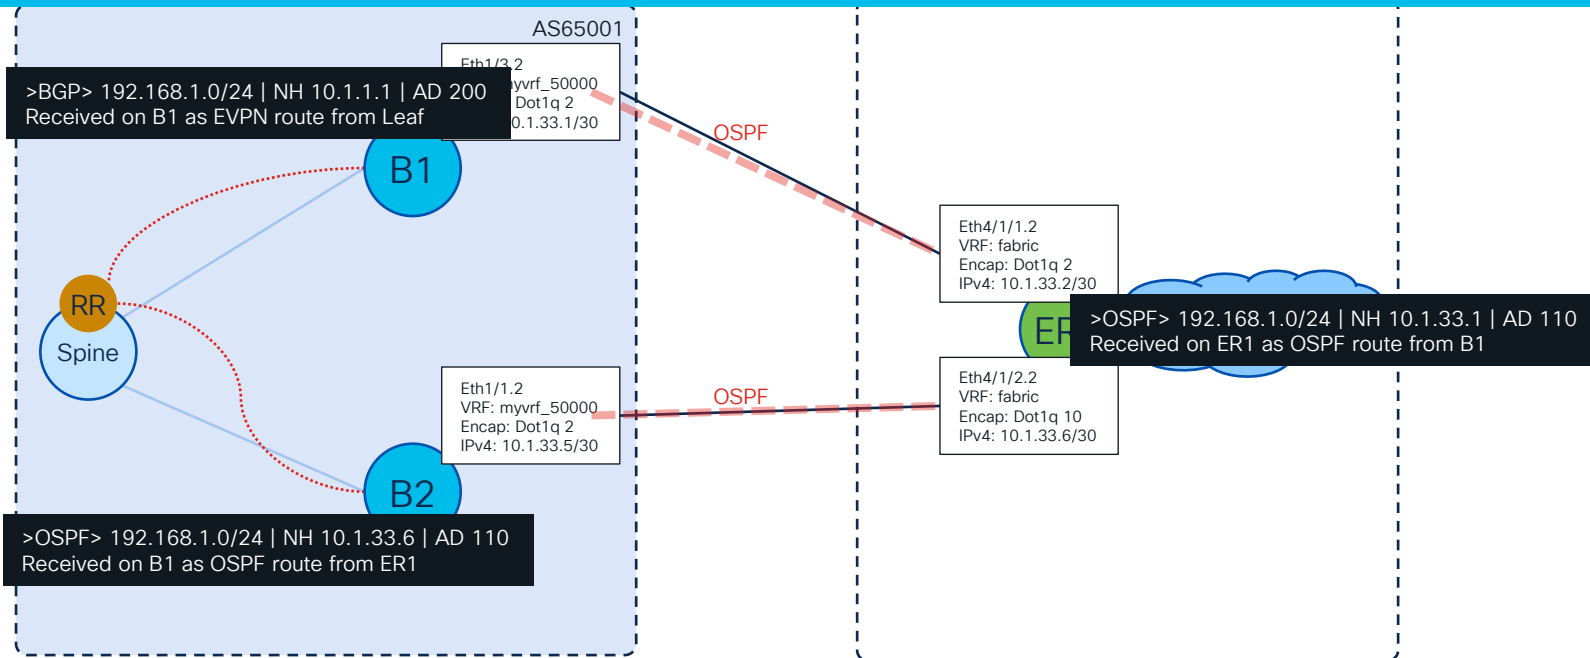 AS65001
Eth1/3.2
myvrf_50000
Dot1q 2
0.1.33.1/30
>BGP> 192.168.1.0/24 | NH 10.1.1.1 | AD 200
Received on B1 as EVPN route from Leaf
B1
OSPF
Eth4/1/1.2
VRF: fabric
Encap: Dot1q 2
IPv4: 10.1.33.2/30
RR
Spine
ER
>OSPF> 192.168.1.0/24 | NH 10.1.33.1 | AD 110
Received on ER1 as OSPF route from B1
Eth1/1.2
VRF: myvrf_50000
Encap: Dot1q 2
IPv4: 10.1.33.5/30
OSPF
Eth4/1/2.2
VRF: fabric
Encap: Dot1q 10
IPv4: 10.1.33.6/30
B2
>OSPF> 192.168.1.0/24 | NH 10.1.33.6 | AD 110
Received on B1 as OSPF route from ER1